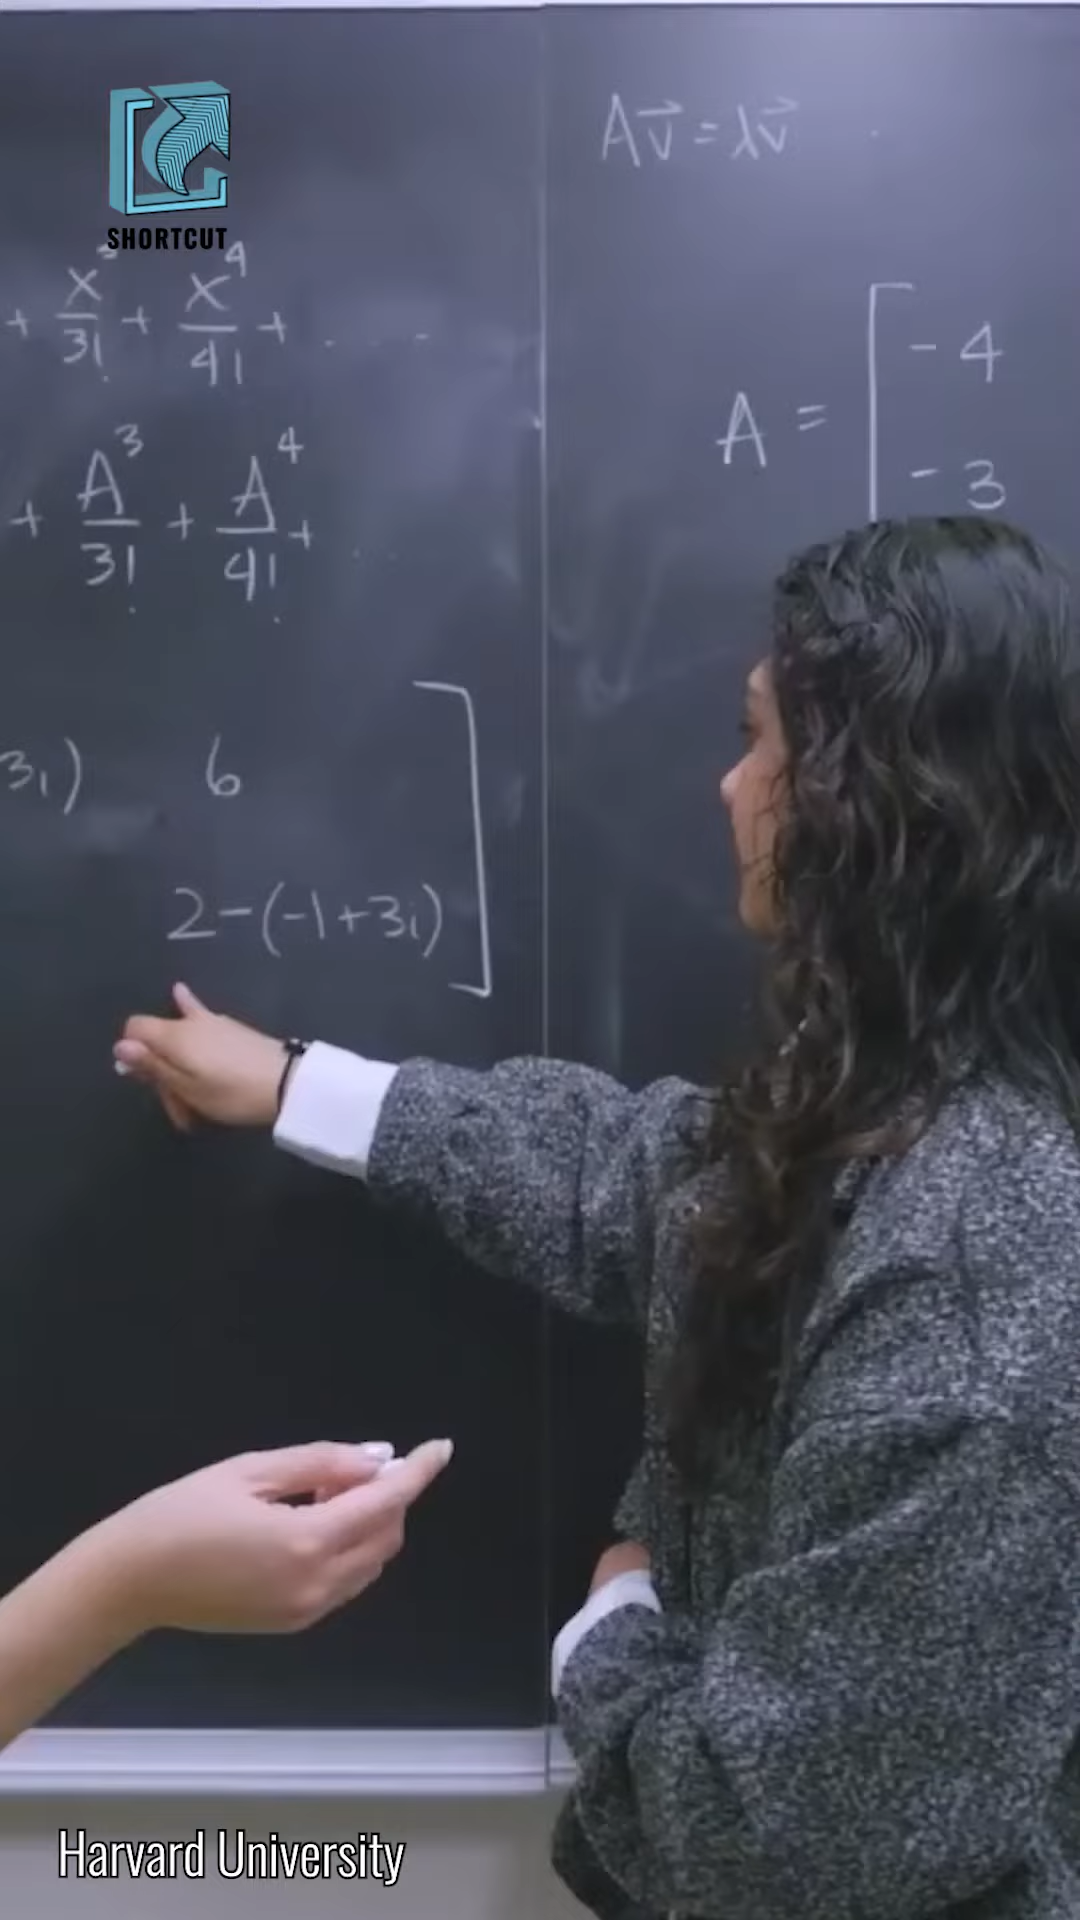 SHORTCUT
Av⃗ = λv⃗
+ x/3! + x⁴/4! + ....
+ A³/3! + A⁴/4! + ...
A = [ -4
-3
3i) 6 ]
2-(-1+3i)
Harvard University